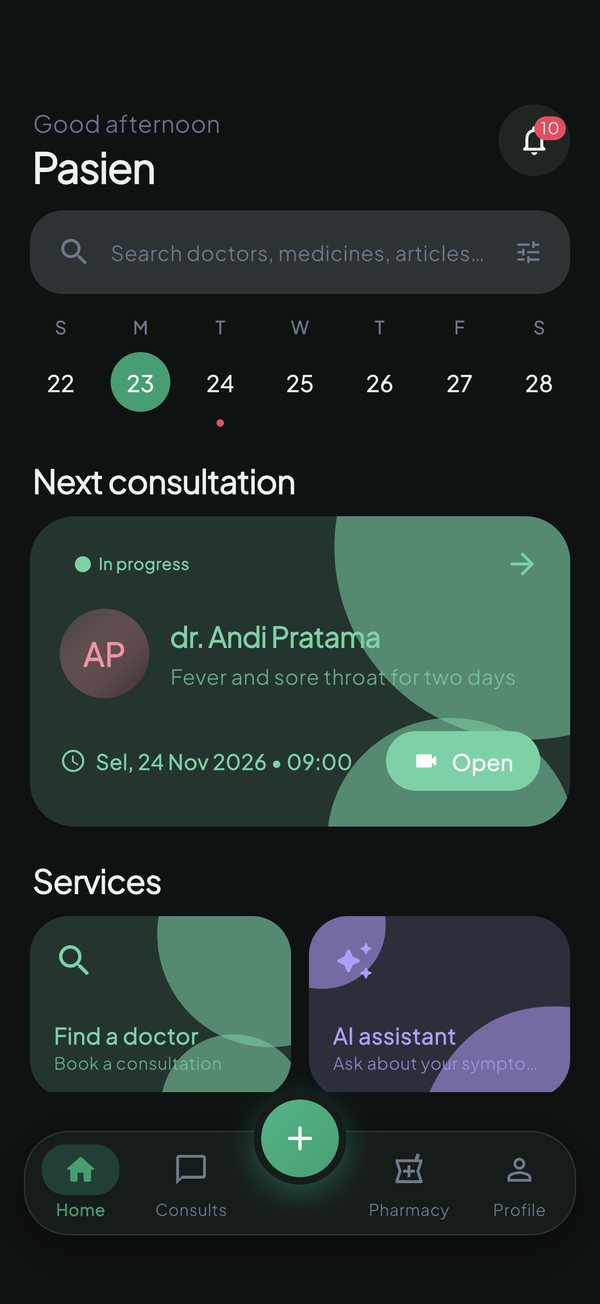 Good afternoon
Pasien
10
Search doctors, medicines, articles...
S M T W T F S
22 23 24 25 26 27 28
Next consultation
In progress
AP
dr. Andi Pratama
Fever and sore throat for two days
Sel, 24 Nov 2026 • 09:00
Open
Services
Find a doctor
Book a consultation
AI assistant
Ask about your sympto...
Home
Consults
Pharmacy
Profile